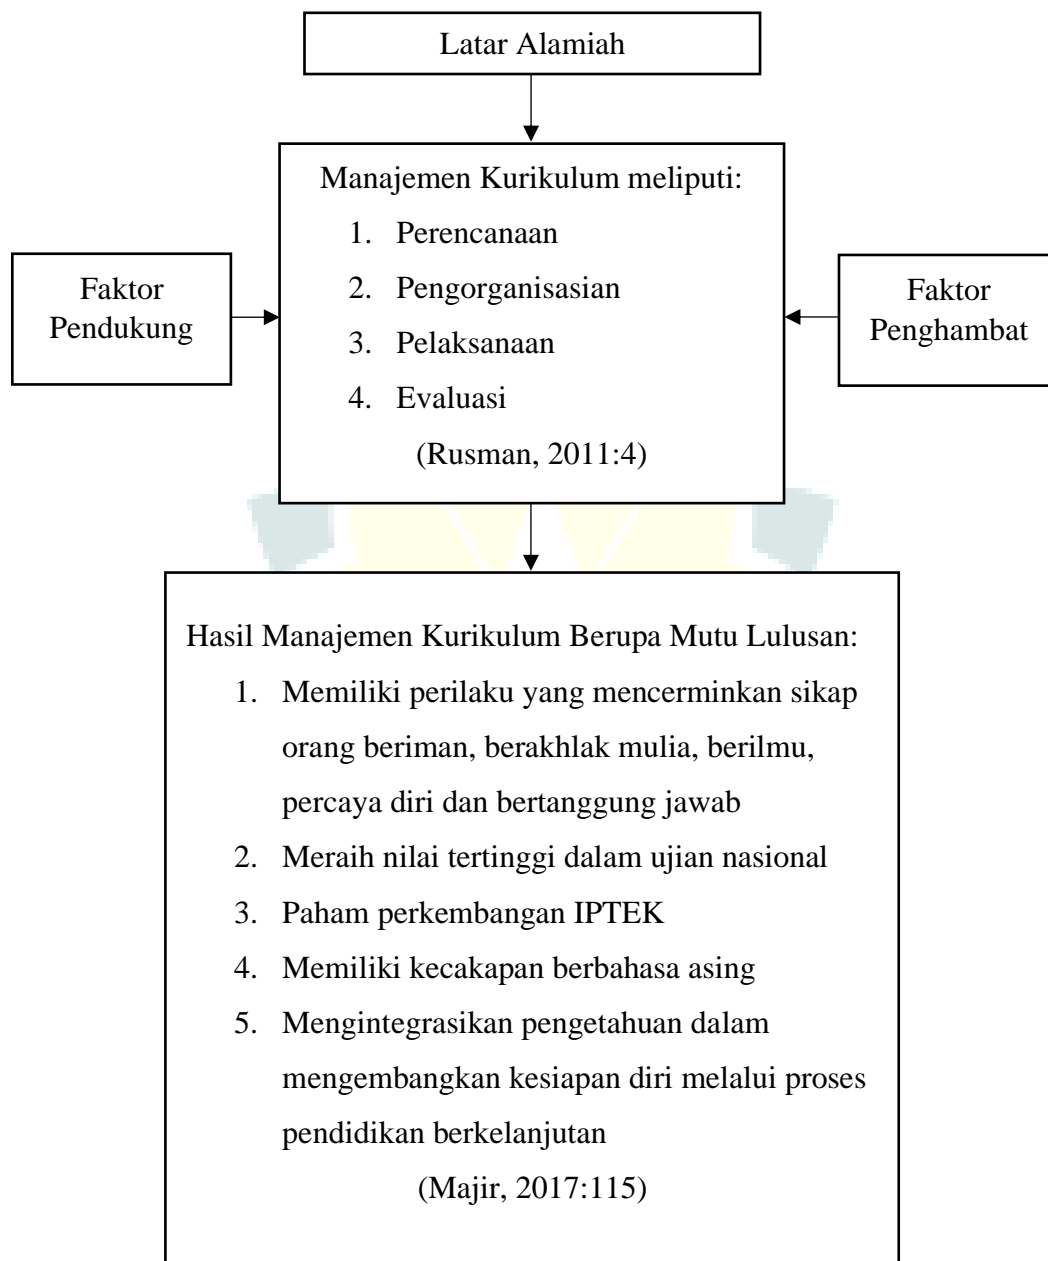 Latar Alamiah
Manajemen Kurikulum meliputi:
1. Perencanaan
2. Pengorganisasian
3. Pelaksanaan
4. Evaluasi
(Rusman, 2011:4)
Faktor
Pendukung
Faktor
Penghambat
Hasil Manajemen Kurikulum Berupa Mutu Lulusan:
1. Memiliki perilaku yang mencerminkan sikap
orang beriman, berakhlak mulia, berilmu,
percaya diri dan bertanggung jawab
2. Meraih nilai tertinggi dalam ujian nasional
3. Paham perkembangan IPTEK
4. Memiliki kecakapan berbahasa asing
5. Mengintegrasikan pengetahuan dalam
mengembangkan kesiapan diri melalui proses
pendidikan berkelanjutan
(Majir, 2017:115)